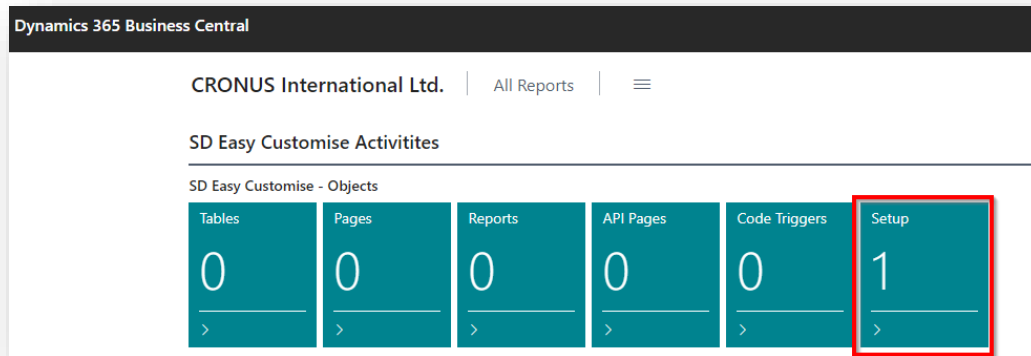 Dynamics 365 Business Central
CRONUS International Ltd. All Reports
SD Easy Customise Activitites
SD Easy Customise - Objects
Tables Pages Reports API Pages Code Triggers Setup
0 0 0 0 0 1